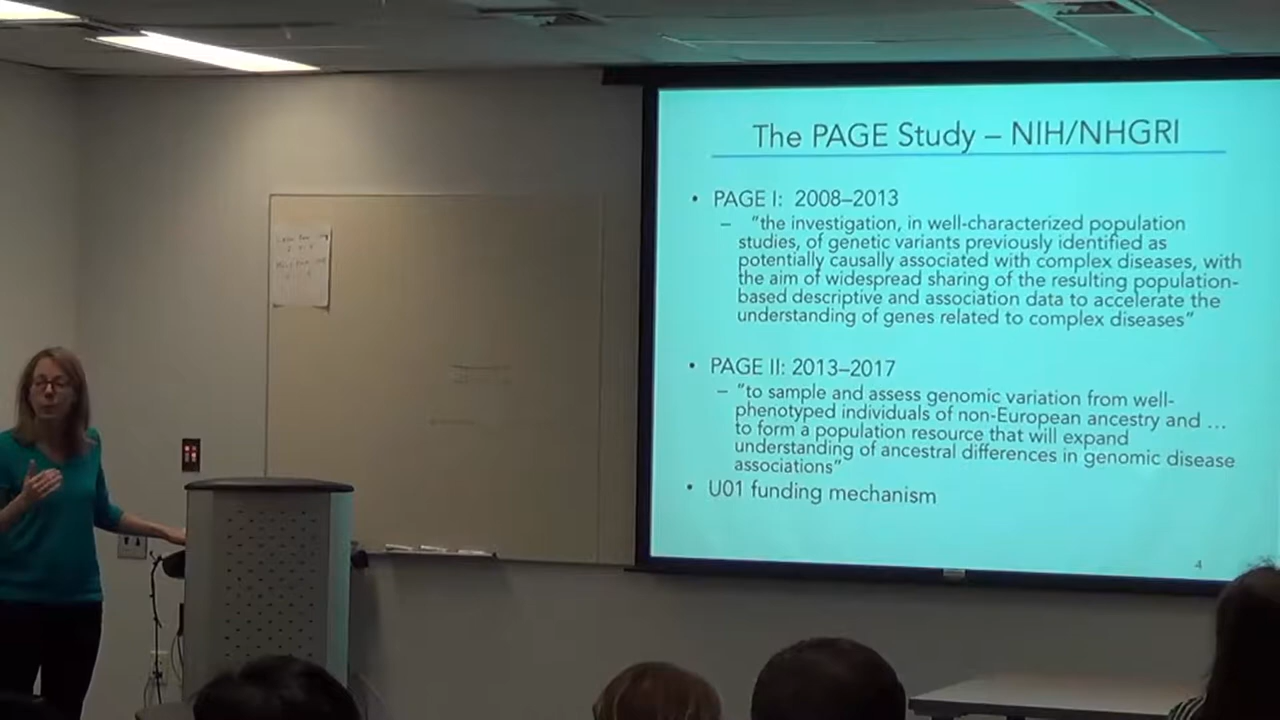 The PAGE Study – NIH/NHGRI
• PAGE I: 2008–2013
– "the investigation, in well-characterized population
studies, of genetic variants previously identified as
potentially causally associated with complex diseases, with
the aim of widespread sharing of the resulting population-
based descriptive and association data to accelerate the
understanding of genes related to complex diseases"
• PAGE II: 2013–2017
– "to sample and assess genomic variation from well-
phenotyped individuals of non-European ancestry and …
to form a population resource that will expand
understanding of ancestral differences in genomic disease
associations"
• U01 funding mechanism
4